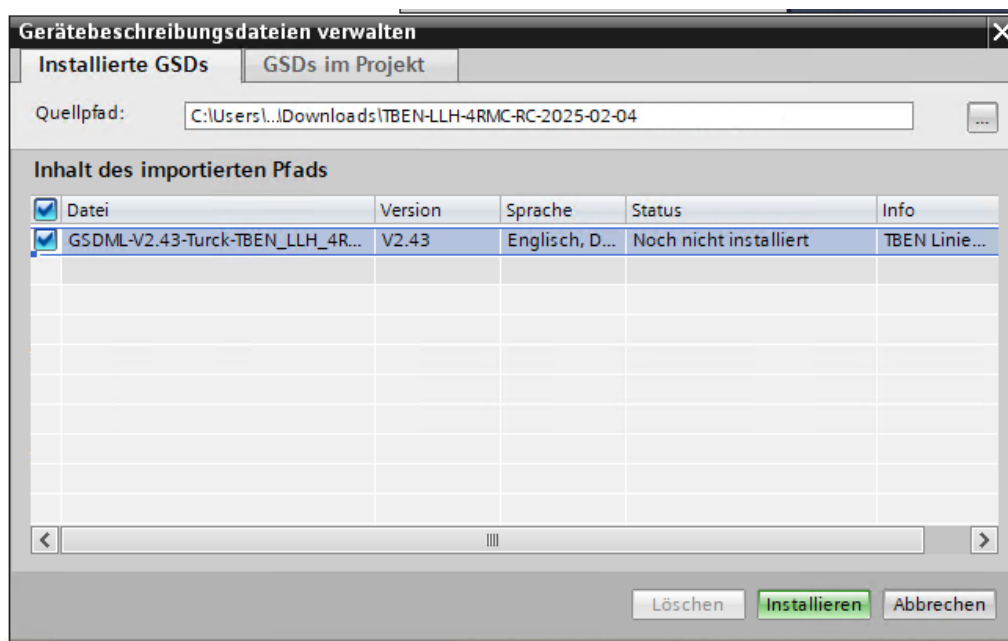 Gerätebeschreibungsdateien verwalten
Installierte GSDs GSDs im Projekt
Quellpfad: C:\Users\...\Downloads\TBEN-LLH-4RMC-RC-2025-02-04 ...
Inhalt des importierten Pfads
Datei Version Sprache Status Info
GSDML-V2.43-Turck-TBEN_LLH_4R... V2.43 Englisch, D... Noch nicht installiert TBEN Linie...
Löschen Installieren Abbrechen